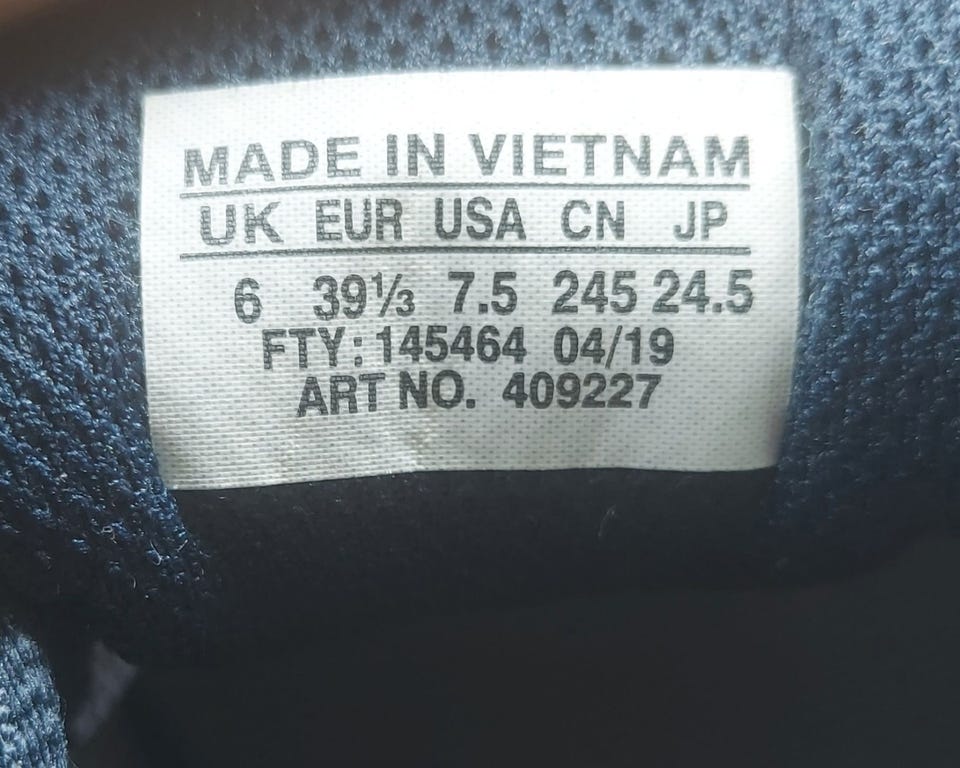 MADE IN VIETNAM
UK EUR USA CN JP
6 39⅓ 7.5 245 24.5
FTY: 145464 04/19
ART NO. 409227